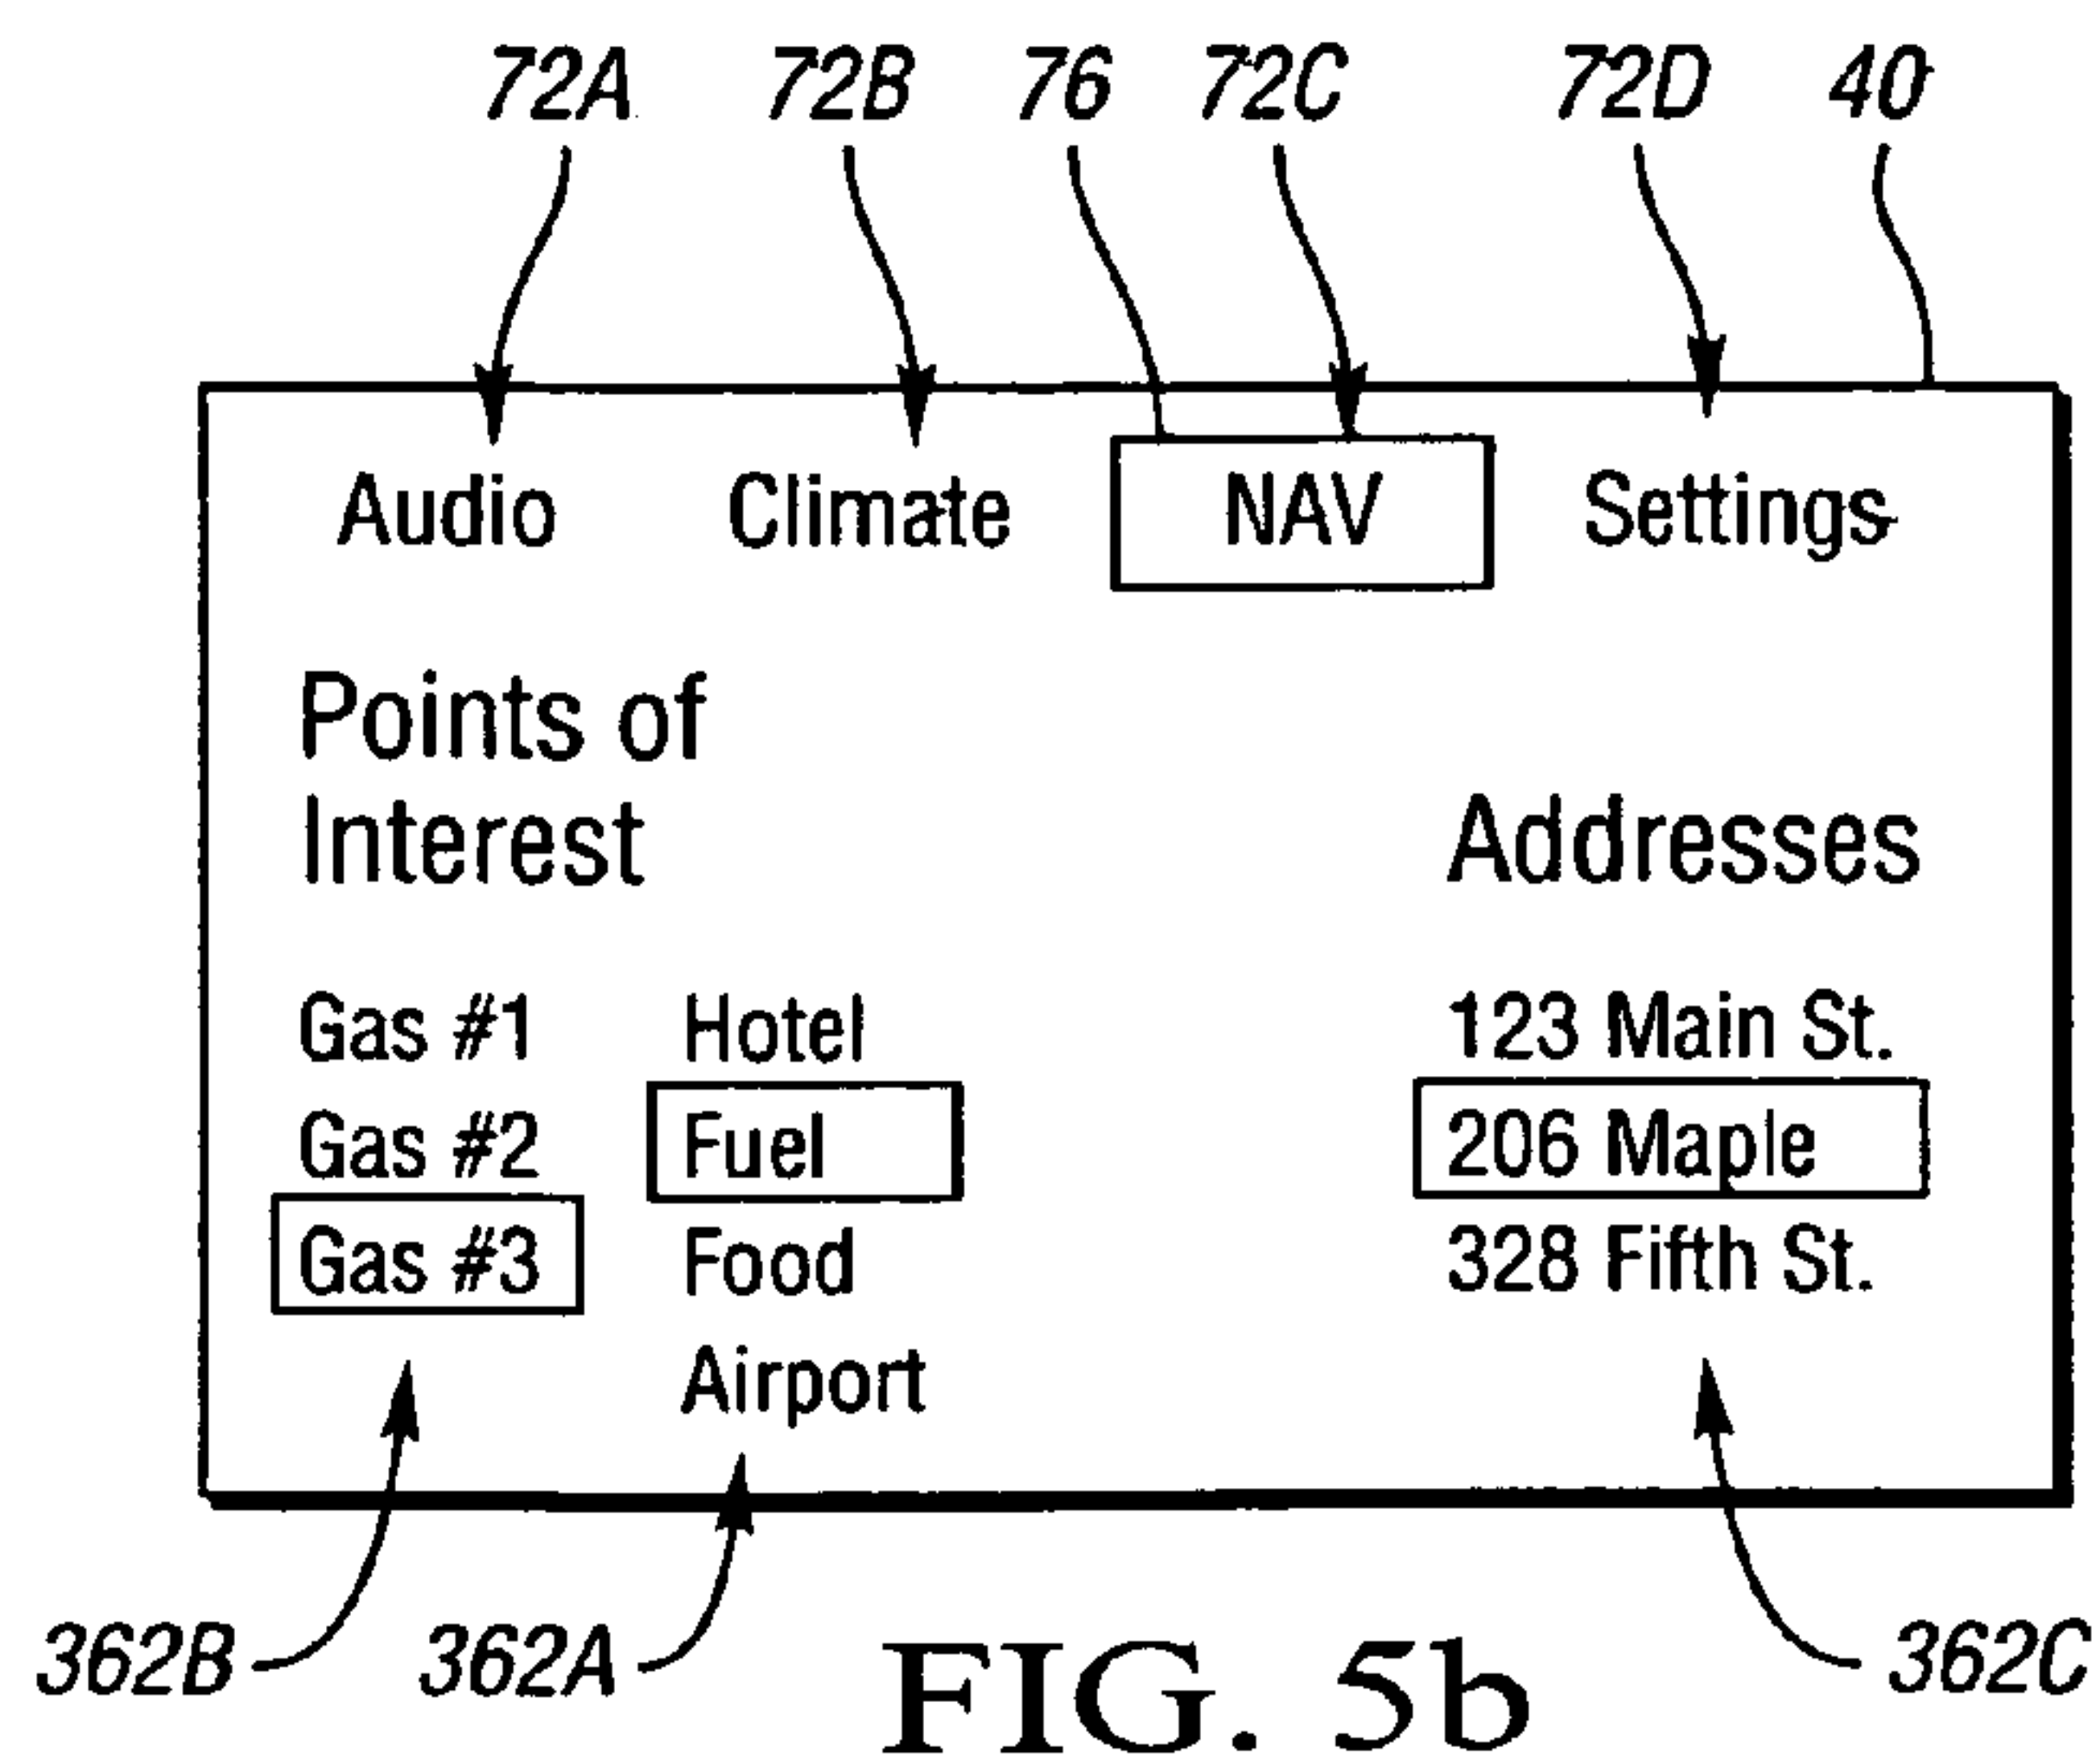 72A 72B 76 72C 72D 40
Audio Climate NAV Settings
Points of
Interest
Addresses
Gas #1 Hotel 123 Main St.
Gas #2 Fuel 206 Maple
Gas #3 Food 328 Fifth St.
Airport
362B 362A 362C
FIG. 5b